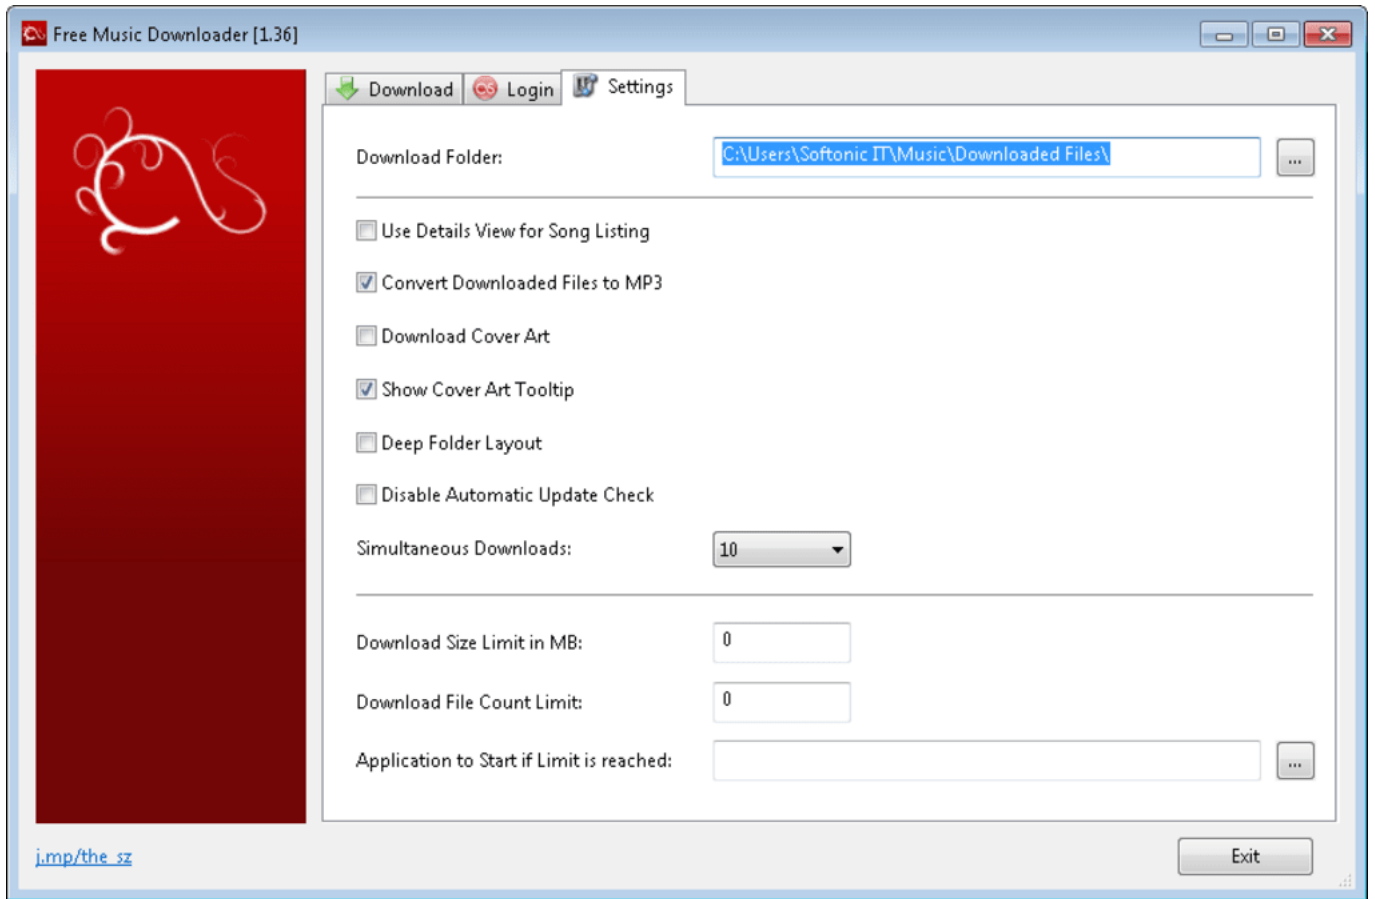 Free Music Downloader [1.36]
Download Login Settings
Download Folder: C:\Users\Softonic IT\Music\Downloaded Files\ ...
Use Details View for Song Listing
Convert Downloaded Files to MP3
Download Cover Art
Show Cover Art Tooltip
Deep Folder Layout
Disable Automatic Update Check
Simultaneous Downloads: 10
Download Size Limit in MB: 0
Download File Count Limit: 0
Application to Start if Limit is reached: ...
j.mp/the_sz Exit